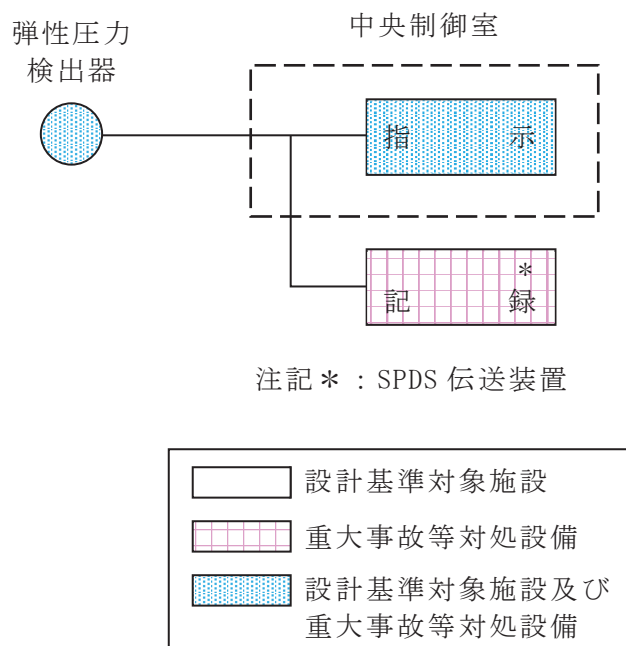 弾性圧力
検出器
中央制御室
指示
＊
記録
注記＊：SPDS 伝送装置
設計基準対象施設
重大事故等対処設備
設計基準対象施設及び
重大事故等対処設備